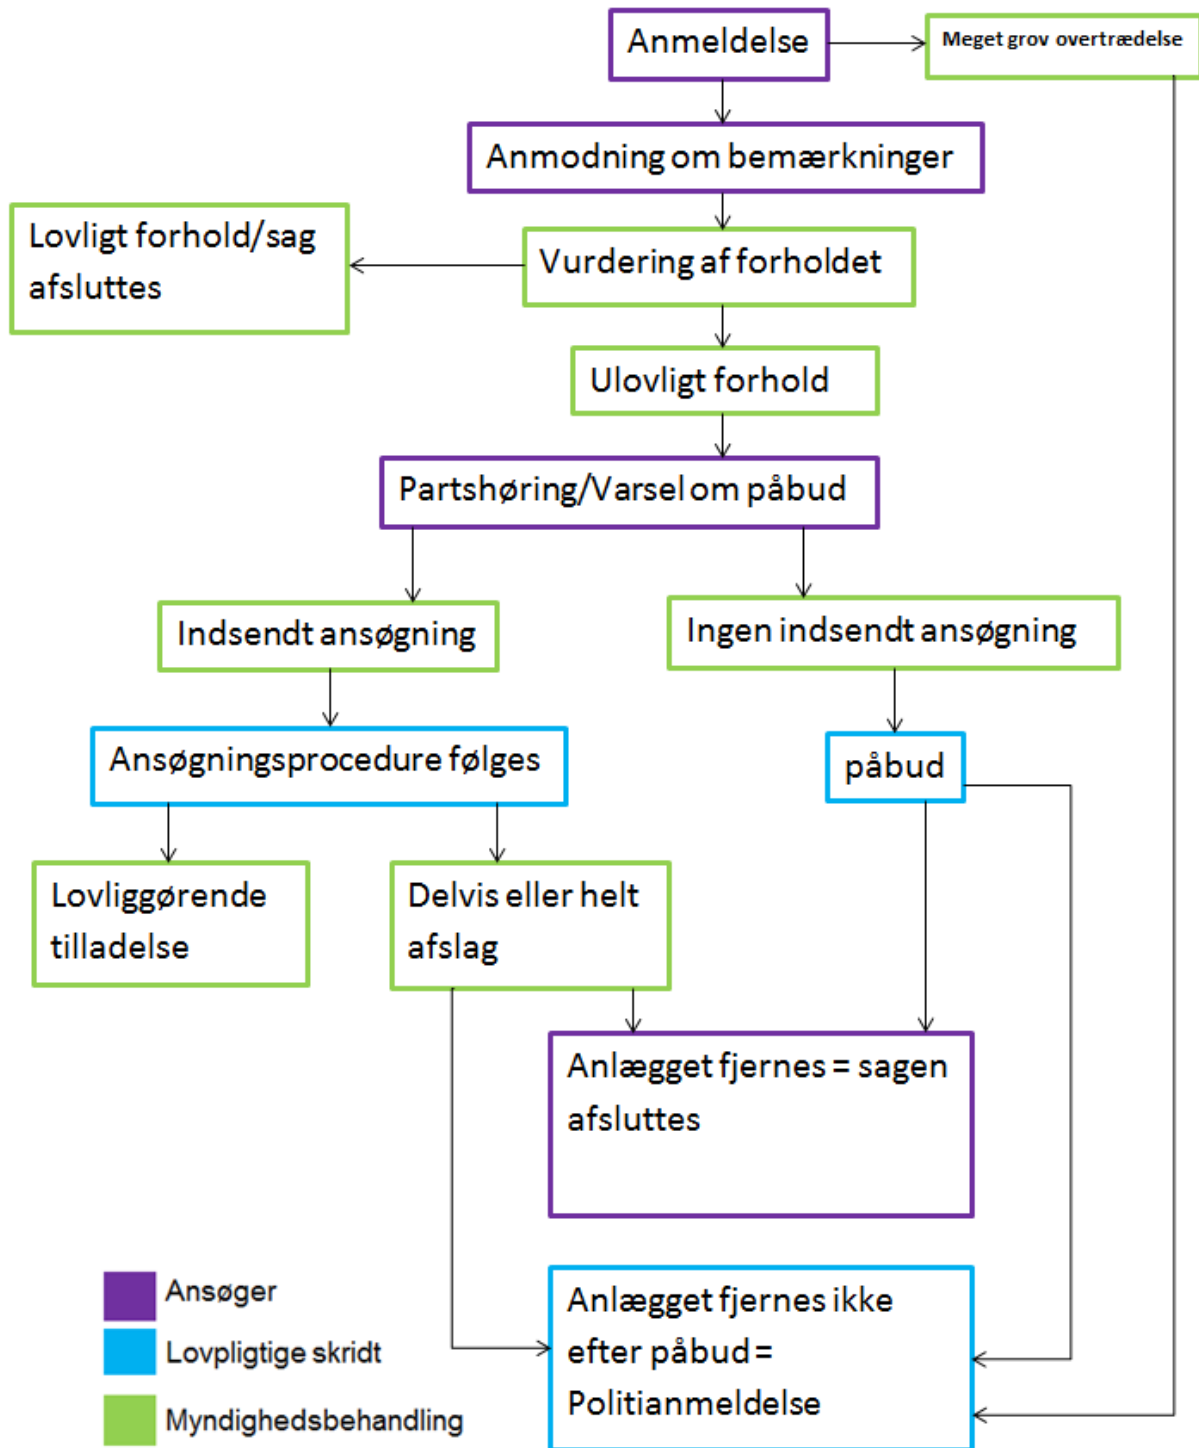 Anmeldelse
Meget grov overtrædelse
Anmodning om bemærkninger
Lovligt forhold/sag
afsluttes
Vurdering af forholdet
Ulovligt forhold
Partshøring/Varsel om påbud
Indsendt ansøgning
Ingen indsendt ansøgning
Ansøgningsprocedure følges
påbud
Lovliggørende
tilladelse
Delvis eller helt
afslag
Anlægget fjernes = sagen
afsluttes
Anlægget fjernes ikke
efter påbud =
Politianmeldelse
Ansøger
Lovpligtige skridt
Myndighedsbehandling